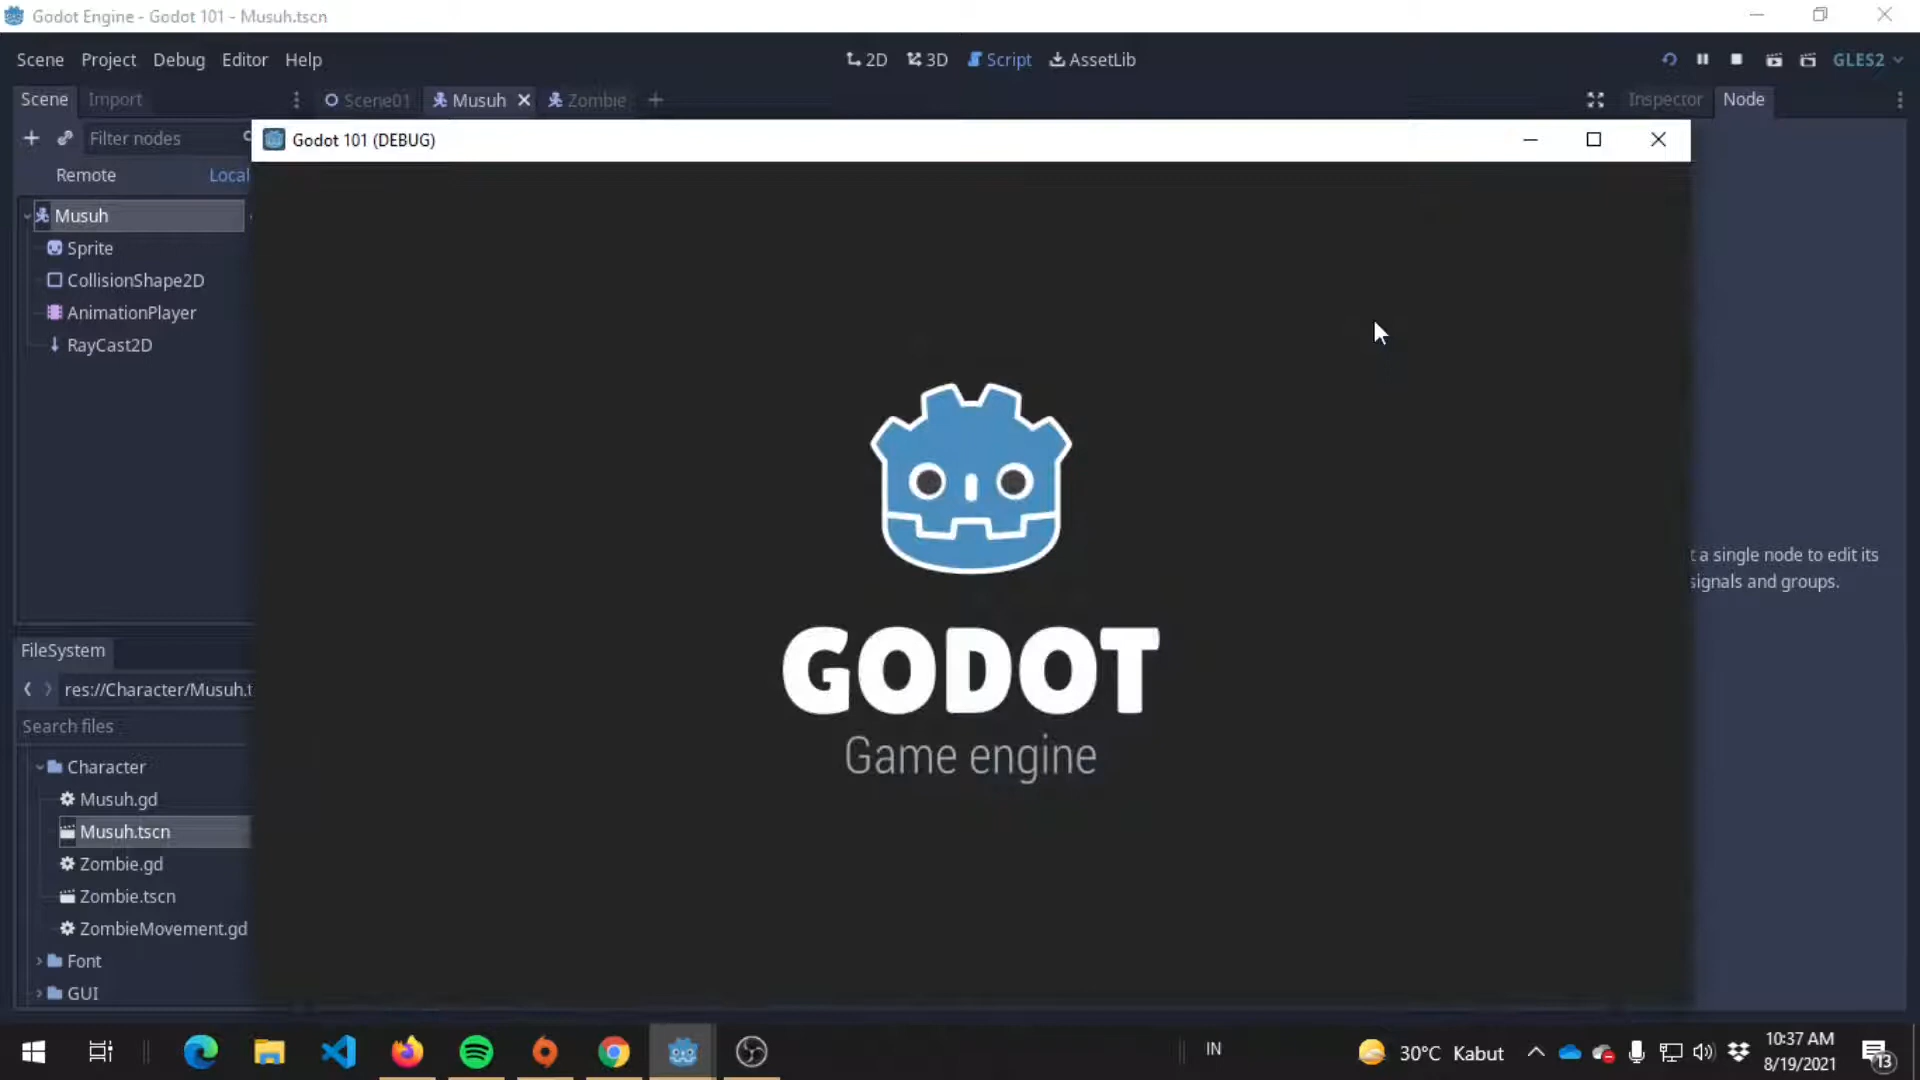 Godot Engine - Godot 101 - Musuh.tscn
Scene Project Debug Editor Help
2D 3D Script AssetLib
GLES2
Scene Import
Scene01 Musuh Zombie
Inspector Node
Filter nodes
Godot 101 (DEBUG)
Remote Local
Musuh
Sprite
CollisionShape2D
AnimationPlayer
RayCast2D
GODOT
Game engine
t a single node to edit its
signals and groups.
FileSystem
res://Character/Musuh.t
Search files
Character
Musuh.gd
Musuh.tscn
Zombie.gd
Zombie.tscn
ZombieMovement.gd
Font
GUI
IN
30°C Kabut
10:37 AM
8/19/2021
13